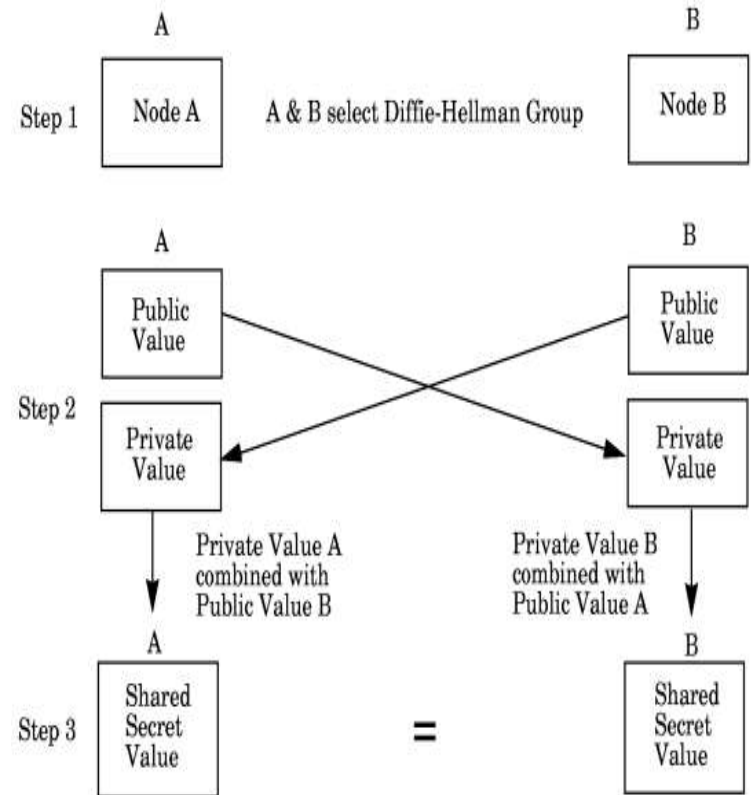 A
B
Step 1
Node A
A & B select Diffie-Hellman Group
Node B
A
B
Public
Value
Public
Value
Step 2
Private
Value
Private
Value
Private Value A
combined with
Public Value B
Private Value B
combined with
Public Value A
A
B
Step 3
Shared
Secret
Value
=
Shared
Secret
Value